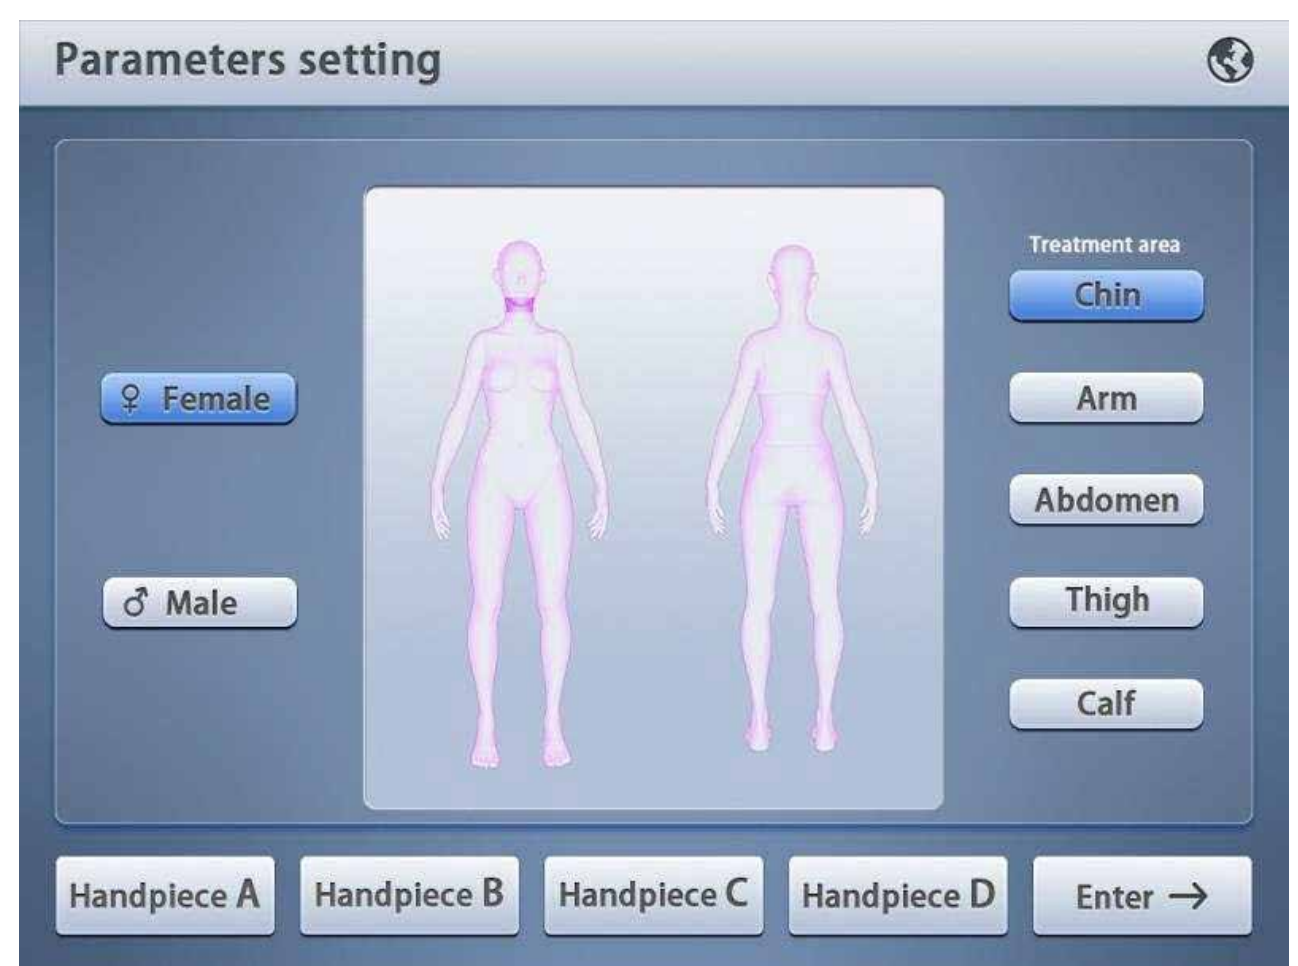 Parameters setting
Treatment area
Chin
♀ Female
Arm
Abdomen
♂ Male
Thigh
Calf
Handpiece A
Handpiece B
Handpiece C
Handpiece D
Enter →